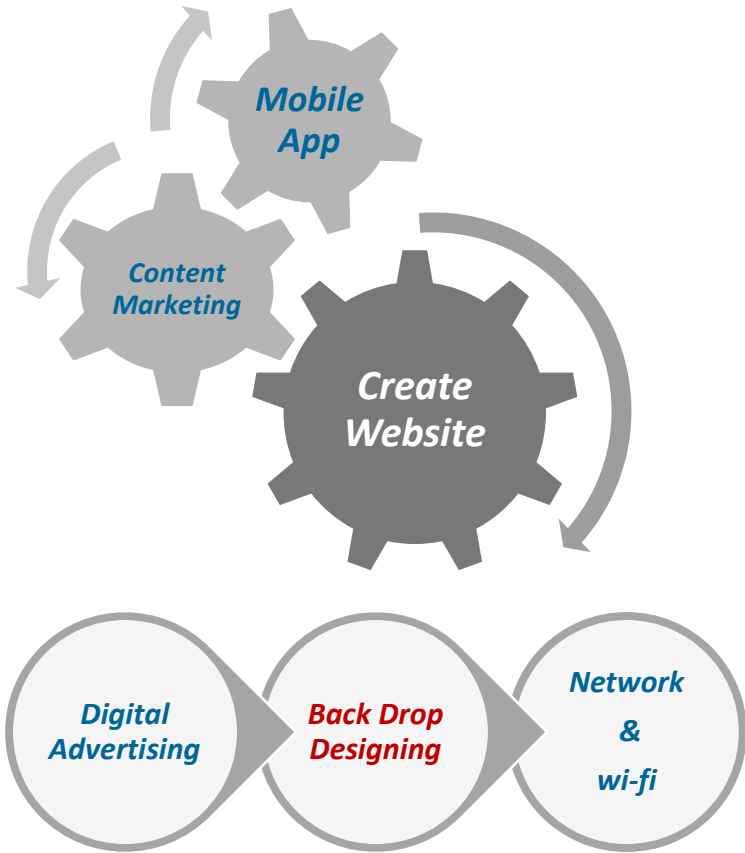 Mobile
App
Content
Marketing
Create
Website
Digital
Advertising
Back Drop
Designing
Network
&
wi-fi